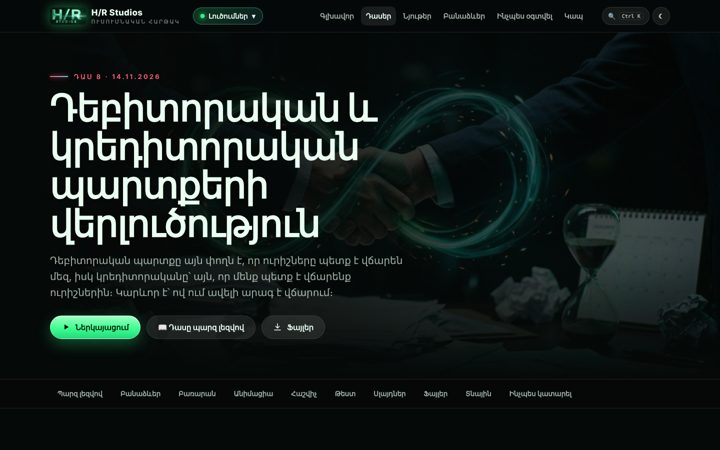 H/R
STUDIOS
H/R Studios
ՈՒՍՈՒՄՆԱԿԱՆ ՀԱՐԹԱԿ
Լուծումներ ▾
Գլխավոր
Դասեր
Նյութեր
Բանաձևեր
Ինչպես օգտվել
Կապ
Ctrl K
ԴԱՍ 8 · 14.11.2026
Դեբիտորական և
կրեդիտորական
պարտքերի
վերլուծություն
Դեբիտորական պարտքը այն փողն է, որ ուրիշները պետք է վճարեն
մեզ, իսկ կրեդիտորականը՝ այն, որ մենք պետք է վճարենք
ուրիշներին։ Կարևոր է՝ ով ում ավելի արագ է վճարում։
Ներկայացում
Դասը պարզ լեզվով
Ֆայլեր
Պարզ լեզվով
Բանաձևեր
Բառարան
Անիմացիա
Հաշվիչ
Թեստ
Սլայդներ
Ֆայլեր
Տնային
Ինչպես կատարել